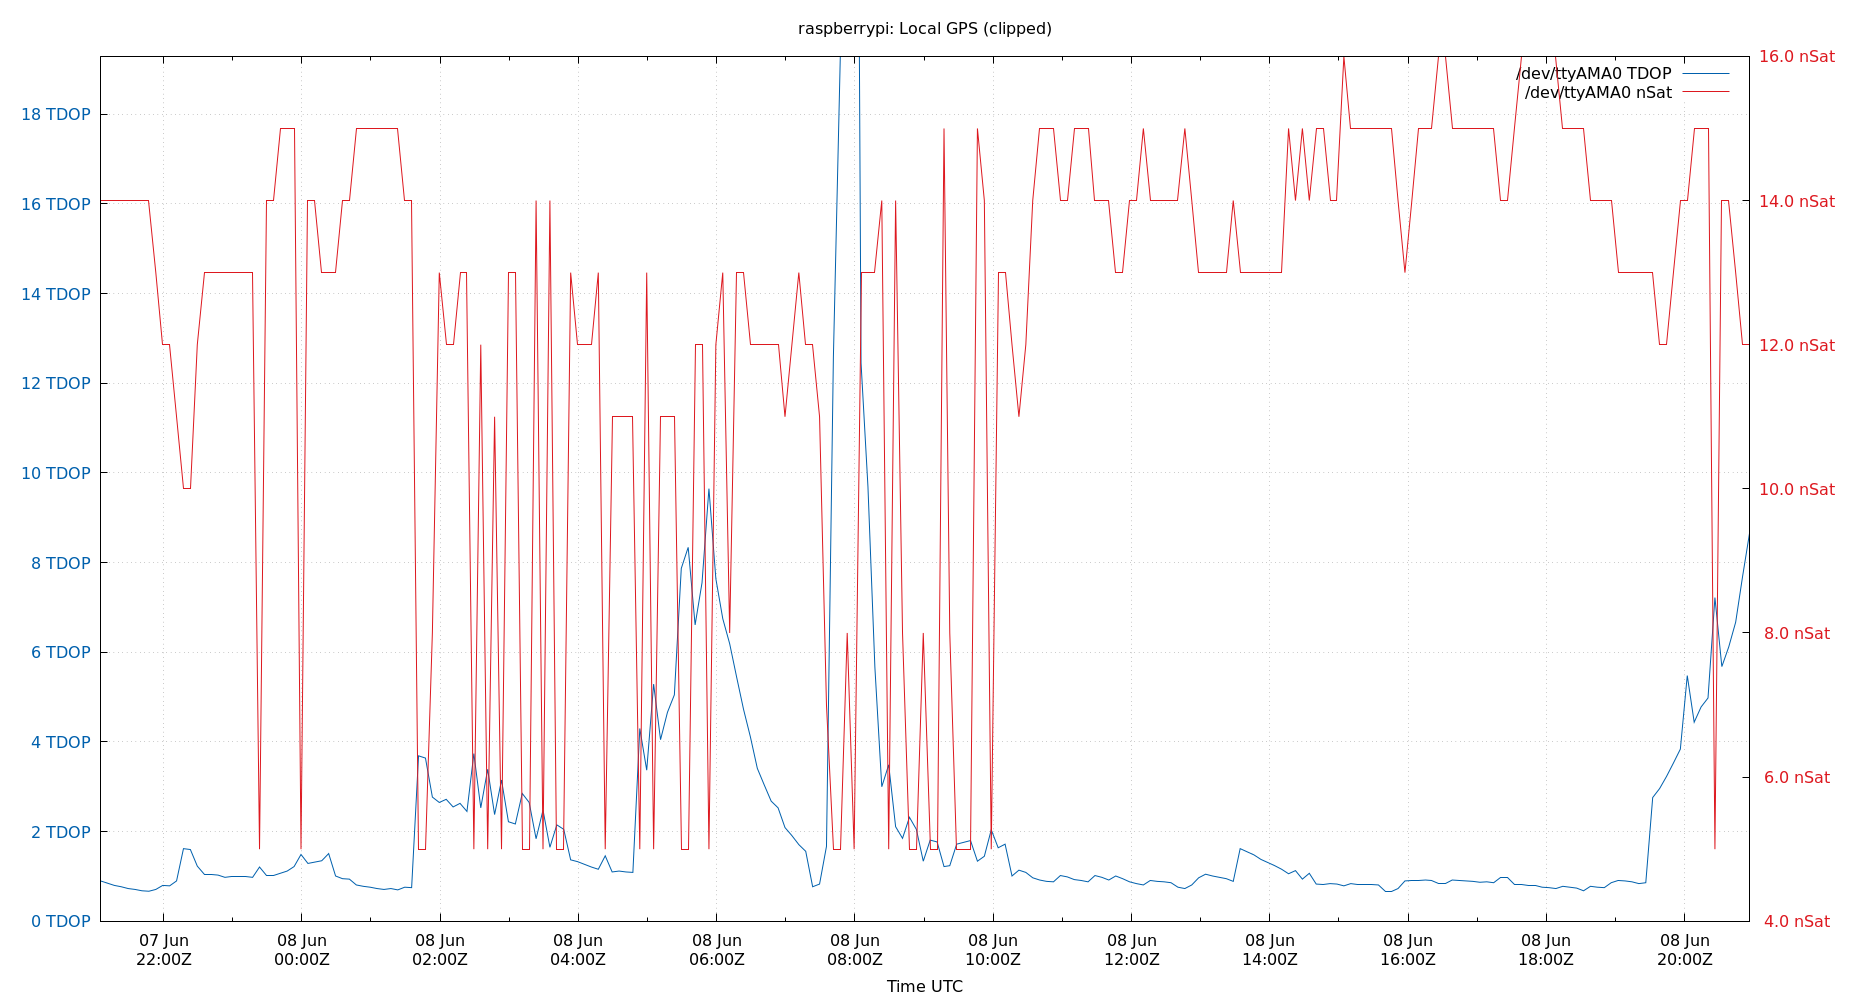 raspberrypi: Local GPS (clipped)
16.0 nSat
/dev/ttyAMA0 TDOP
/dev/ttyAMA0 nSat
18 TDOP
16 TDOP
14.0 nSat
14 TDOP
12.0 nSat
12 TDOP
10 TDOP
10.0 nSat
8 TDOP
8.0 nSat
6 TDOP
6.0 nSat
4 TDOP
2 TDOP
0 TDOP
4.0 nSat
07 Jun
22:00Z
08 Jun
00:00Z
08 Jun
02:00Z
08 Jun
04:00Z
08 Jun
06:00Z
08 Jun
08:00Z
08 Jun
10:00Z
08 Jun
12:00Z
08 Jun
14:00Z
08 Jun
16:00Z
08 Jun
18:00Z
08 Jun
20:00Z
Time UTC